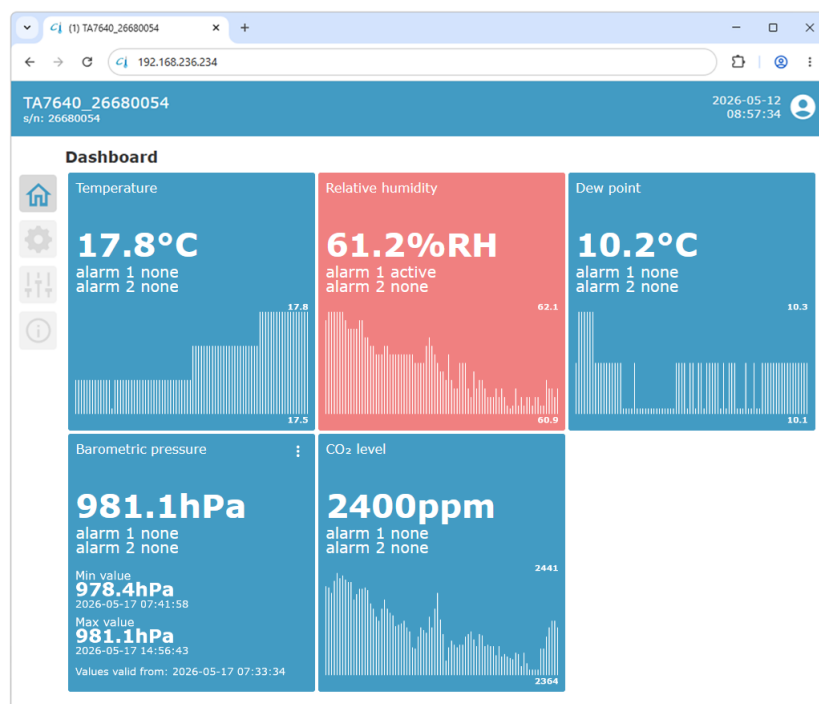 (1) TA7640_26680054
192.168.236.234
TA7640_26680054
s/n: 26680054
2026-05-12
08:57:34
Dashboard
Temperature
17.8°C
alarm 1 none
alarm 2 none
17.8
17.5
Relative humidity
61.2%RH
alarm 1 active
alarm 2 none
62.1
60.9
Dew point
10.2°C
alarm 1 none
alarm 2 none
10.3
10.1
Barometric pressure
981.1hPa
alarm 1 none
alarm 2 none
Min value
978.4hPa
2026-05-17 07:41:58
Max value
981.1hPa
2026-05-17 14:56:43
Values valid from: 2026-05-17 07:33:34
CO₂ level
2400ppm
alarm 1 none
alarm 2 none
2441
2364